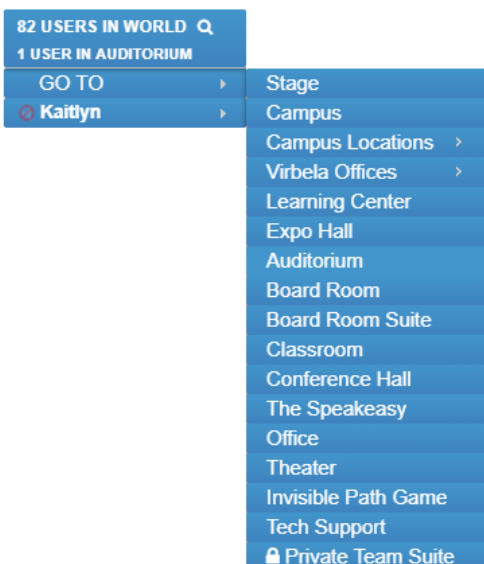 82 USERS IN WORLD
1 USER IN AUDITORIUM
GO TO
Kaitlyn
Stage
Campus
Campus Locations
Virbela Offices
Learning Center
Expo Hall
Auditorium
Board Room
Board Room Suite
Classroom
Conference Hall
The Speakeasy
Office
Theater
Invisible Path Game
Tech Support
Private Team Suite